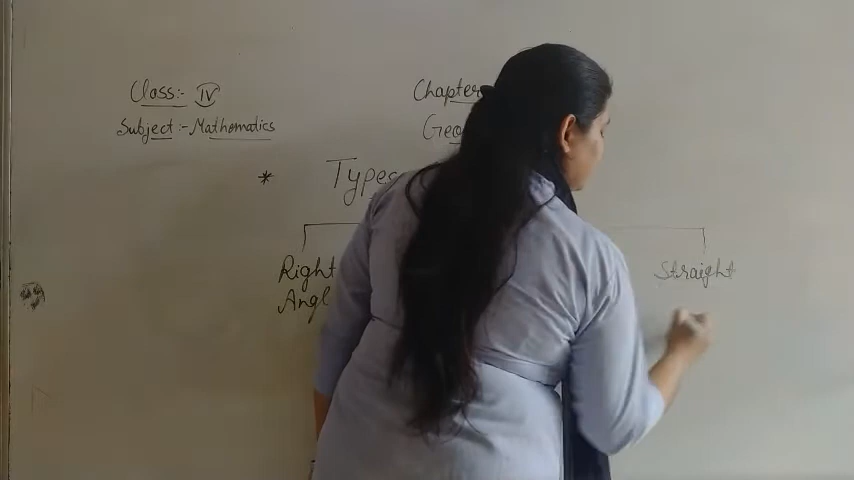 Class:- IV
Chapter
Subject:- Mathematics
Geo
* Types
Right
Angl
Straight